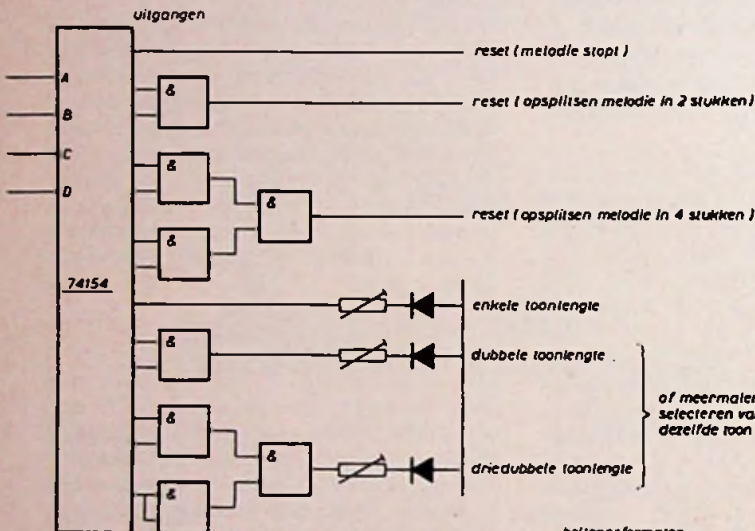 uitgangen
A
B
C
D
74154
&
reset (melodie stopt)
&
reset (opsplitsen melodie in 2 stukken)
&
&
&
reset (opsplitsen melodie in 4 stukken)
enkele toonlengte
&
dubbele toonlengte
of meermalen
selecteren
dezelfde toon
&
&
&
driedubbele toonlengte